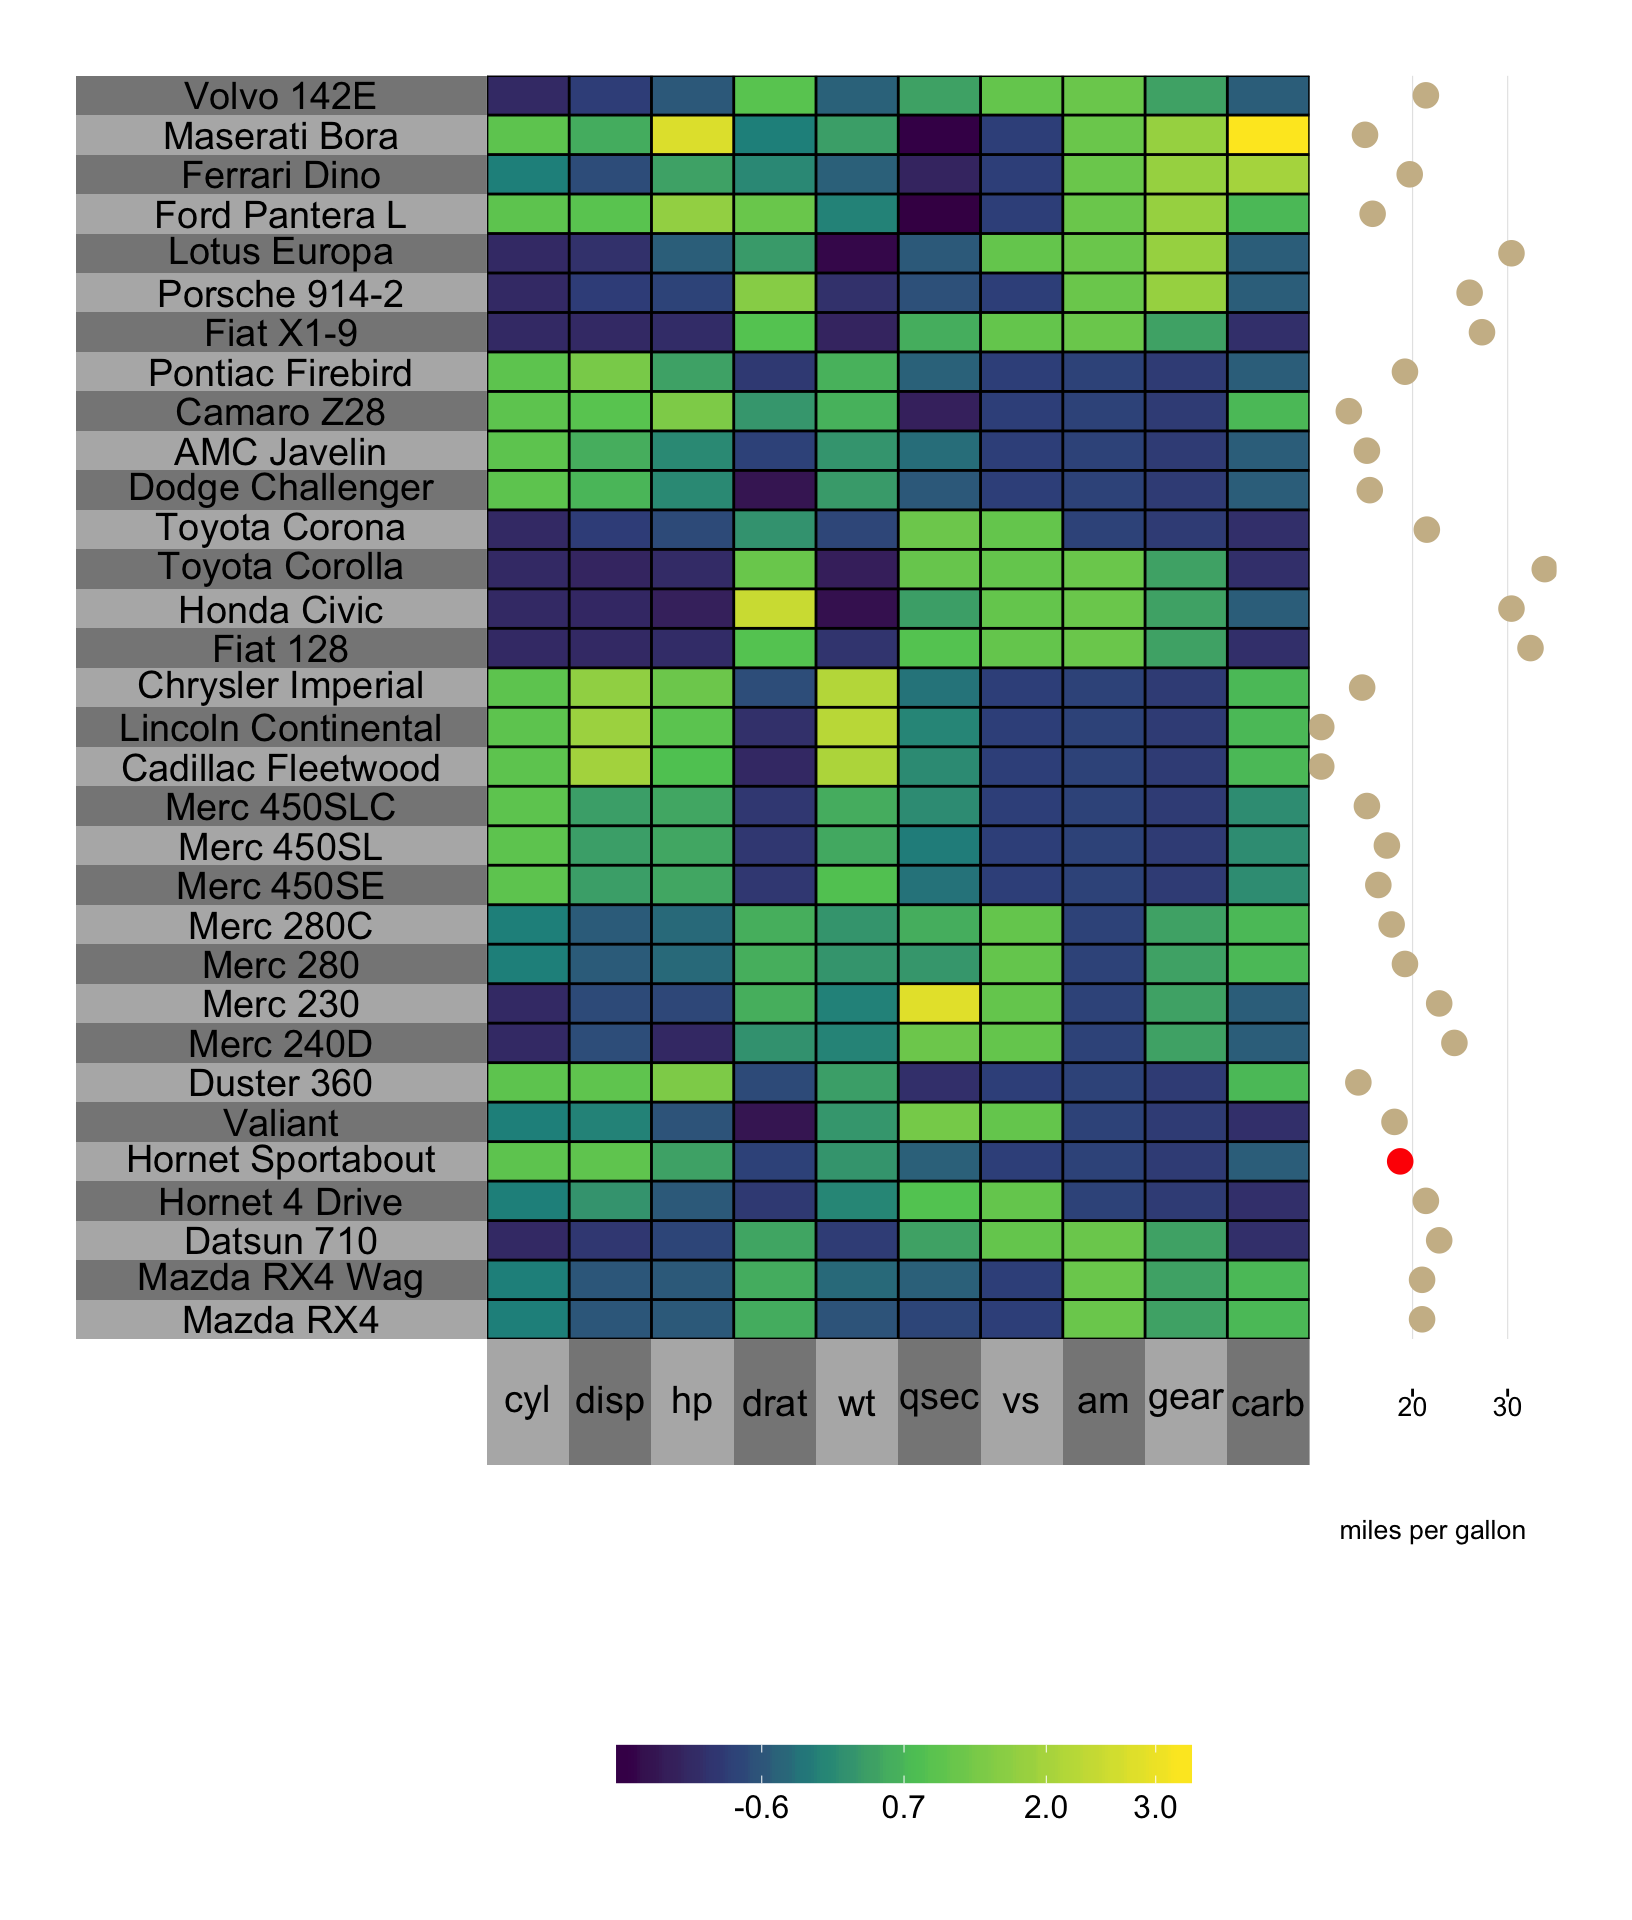 Volvo 142E
Maserati Bora
Ferrari Dino
Ford Pantera L
Lotus Europa
Porsche 914-2
Fiat X1-9
Pontiac Firebird
Camaro Z28
AMC Javelin
Dodge Challenger
Toyota Corona
Toyota Corolla
Honda Civic
Fiat 128
Chrysler Imperial
Lincoln Continental
Cadillac Fleetwood
Merc 450SLC
Merc 450SL
Merc 450SE
Merc 280C
Merc 280
Merc 230
Merc 240D
Duster 360
Valiant
Hornet Sportabout
Hornet 4 Drive
Datsun 710
Mazda RX4 Wag
Mazda RX4
cyl disp hp drat wt qsec vs am gear carb 20 30
miles per gallon
-0.6 0.7 2.0 3.0